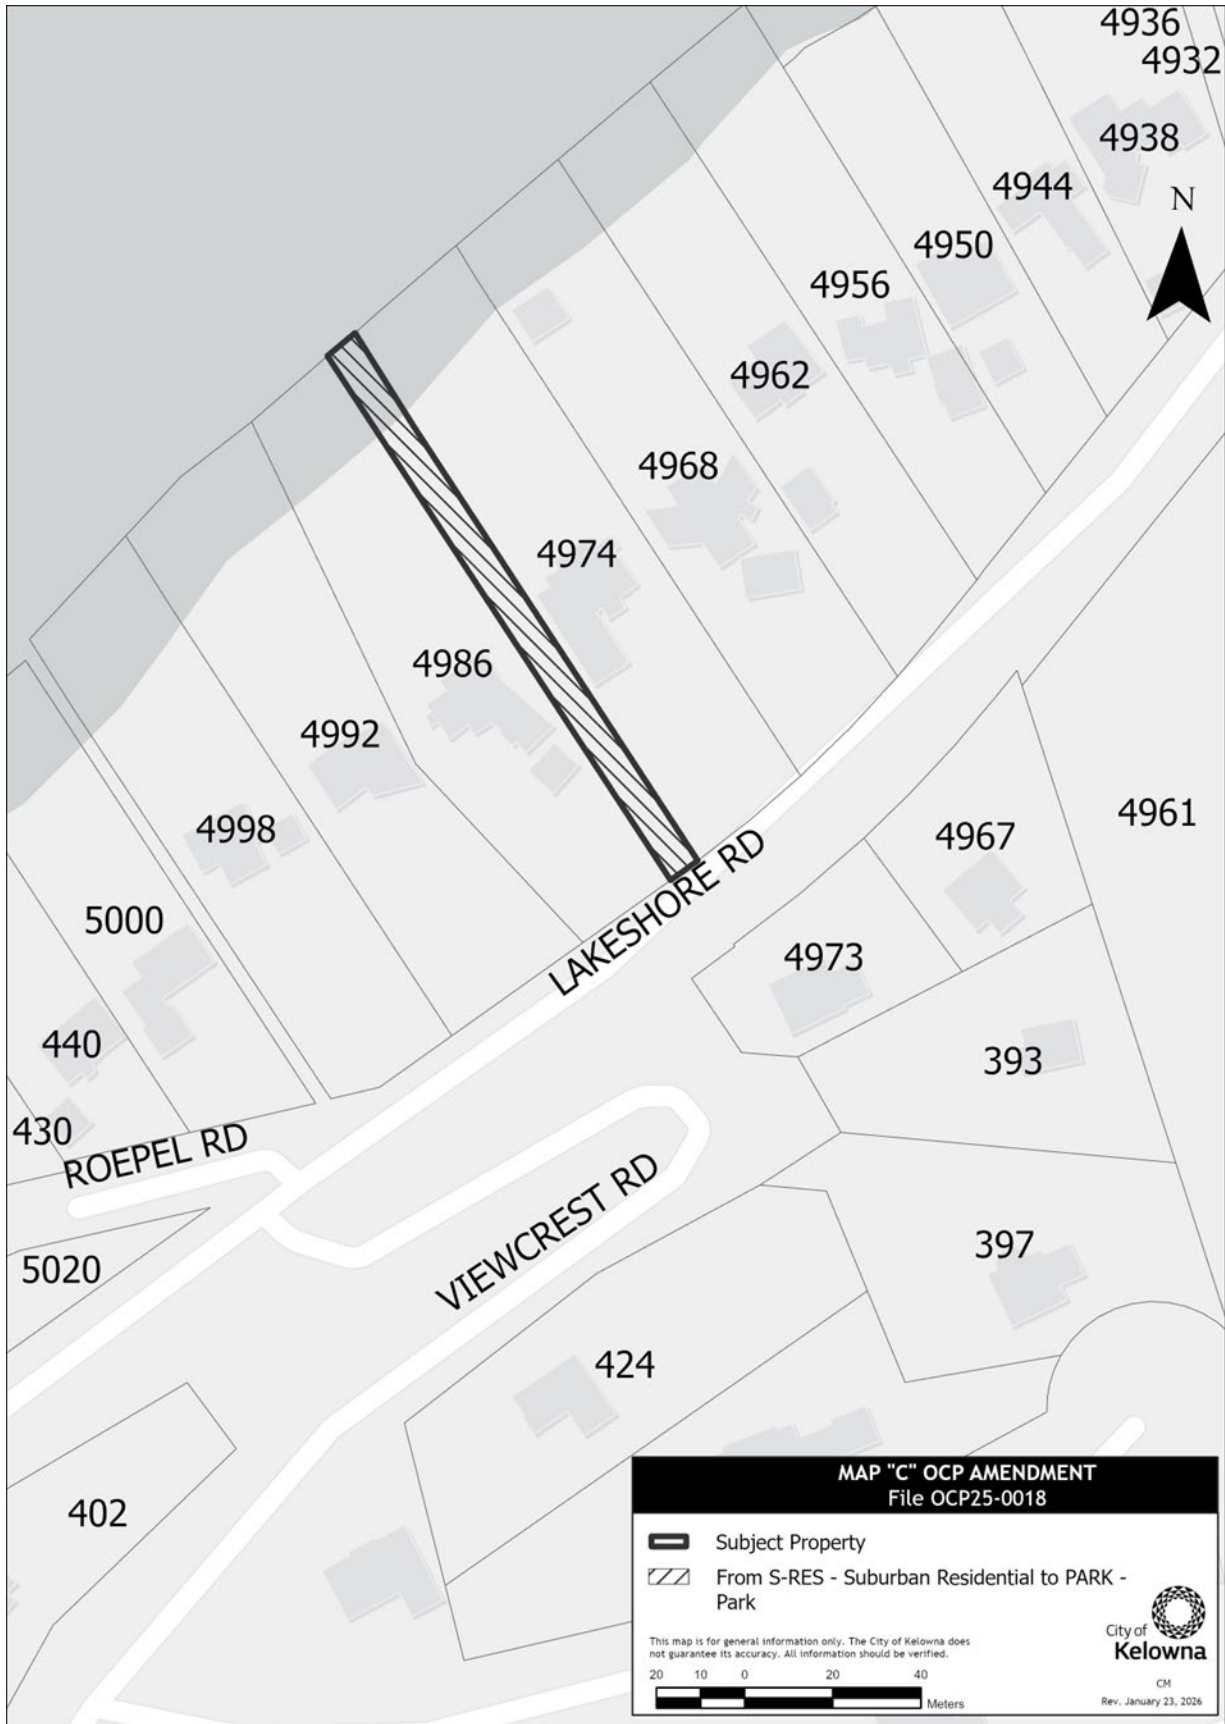 4936
4932
4938
N
4944
4950
4956
4962
4968
4974
4986
4992
4998
5000
440
430
ROEPEL RD
5020
LAKESHORE RD
4961
4967
4973
393
VIEWCREST RD
397
424
402
MAP "C" OCP AMENDMENT
File OCP25-0018
Subject Property
From S-RES - Suburban Residential to PARK -
Park
This map is for general information only. The City of Kelowna does
not guarantee its accuracy. All information should be verified.
20 10 0 20 40
Meters
City of
Kelowna
CM
Rev. January 23, 2026